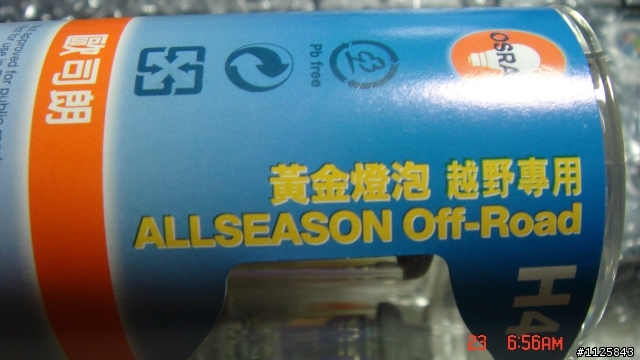 OSRA
Pb free
歐司朗
黃金燈泡 越野專用
ALLSEASON Off-Road
H4
23 6:56AM
#1125843